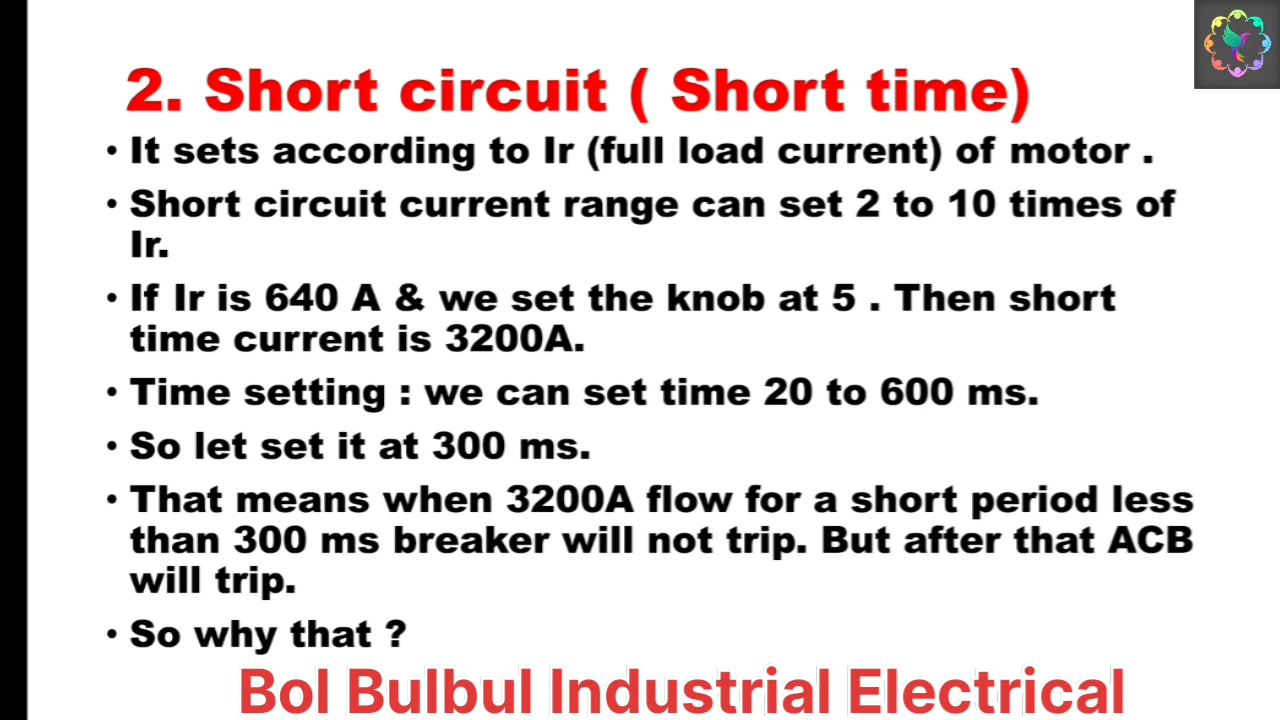 2. Short circuit ( Short time)
• It sets according to Ir (full load current) of motor .
• Short circuit current range can set 2 to 10 times of
Ir.
• If Ir is 640 A & we set the knob at 5 . Then short
time current is 3200A.
• Time setting : we can set time 20 to 600 ms.
• So let set it at 300 ms.
• That means when 3200A flow for a short period less
than 300 ms breaker will not trip. But after that ACB
will trip.
• So why that ?
Bol Bulbul Industrial Electrical